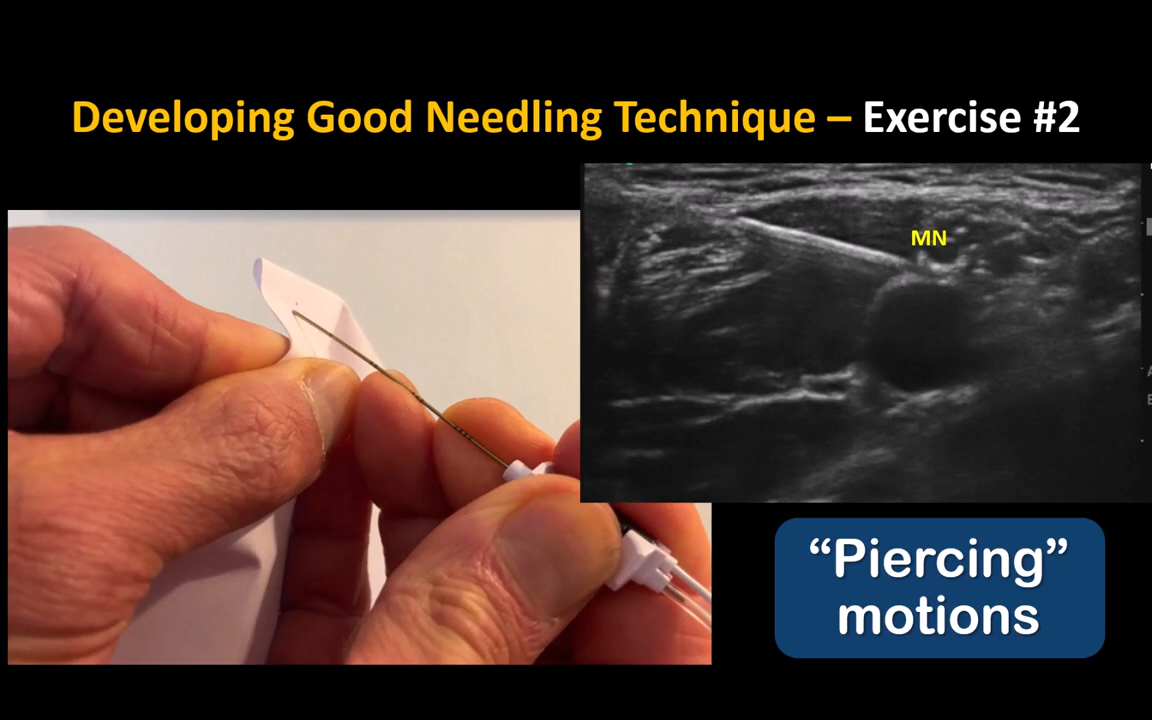 Developing Good Needling Technique – Exercise #2
MN
“Piercing”
motions